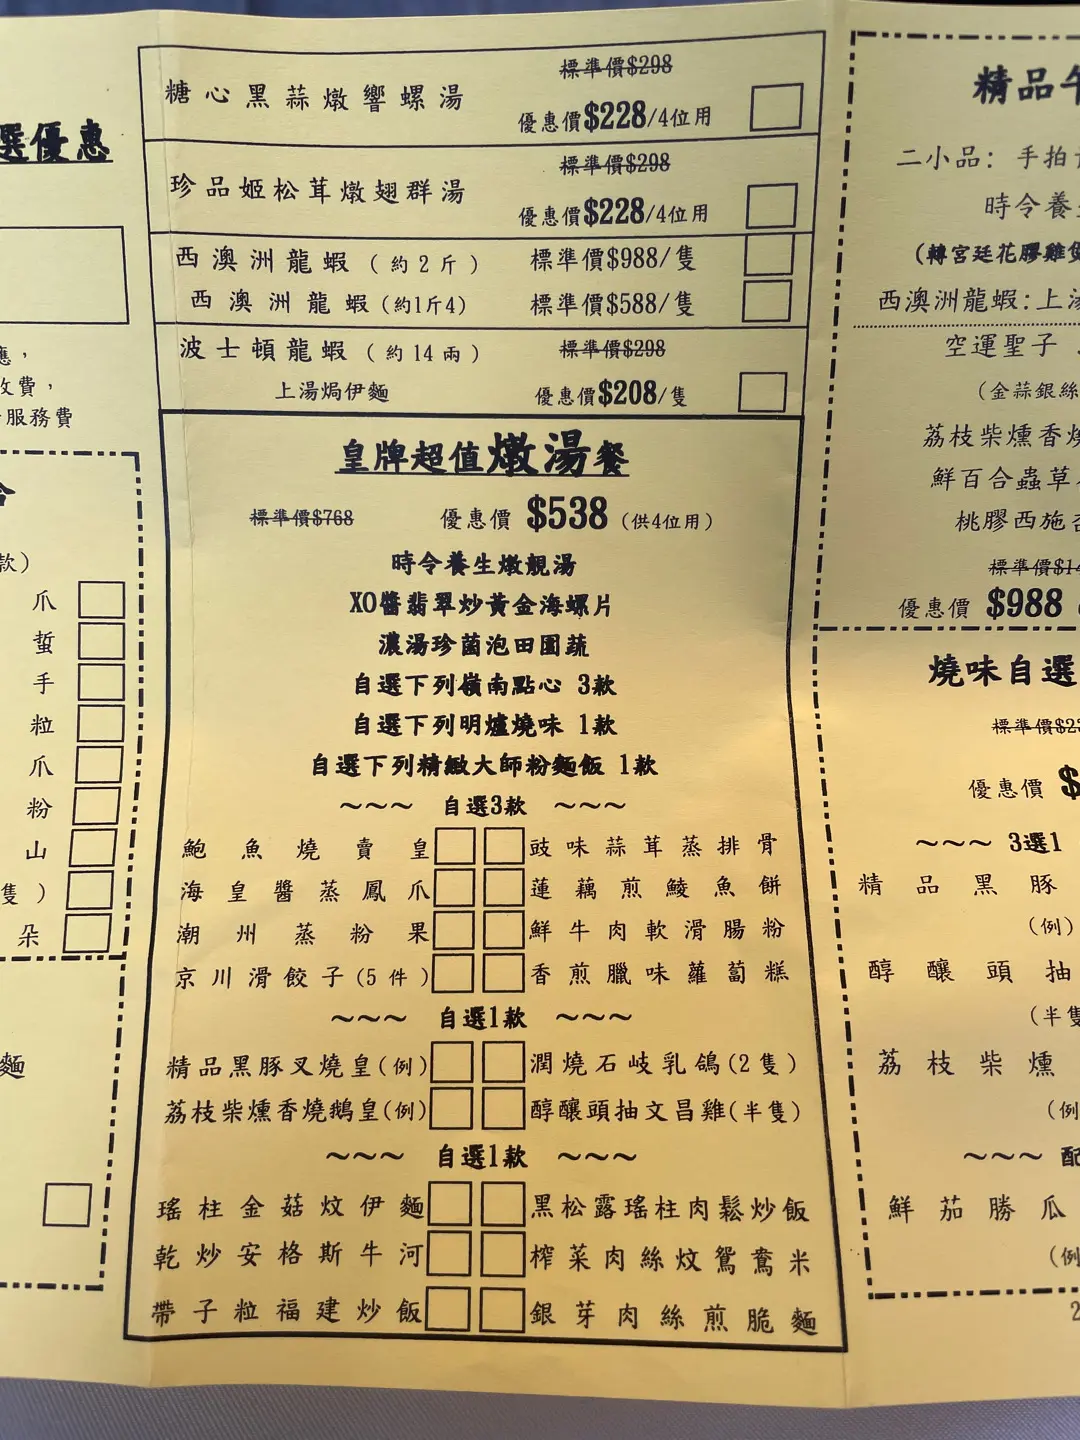 選優惠
應，
收費，
服務費
合
款）
爪
蜇
手
粒
爪
粉
山
隻）
朵
麵
糖心黑蒜燉響螺湯
標準價$298
優惠價$228/4位用
珍品姬松茸燉翅群湯
標準價$298
優惠價$228/4位用
西澳洲龍蝦（約2斤） 標準價$988/隻
西澳洲龍蝦(約1斤4) 標準價$588/隻
波士頓龍蝦（約14兩） 標準價$298
上湯焗伊麵 優惠價$208/隻
皇牌超值燉湯餐
標準價$768 優惠價 $538（供4位用）
時令養生燉靚湯
XO醬翡翠炒黃金海螺片
濃湯珍菌泡田園蔬
自選下列嶺南點心 3款
自選下列明爐燒味 1款
自選下列精緻大師粉麵飯 1款
~~~ 自選3款 ~~~
鮑魚燒賣皇 豉味蒜茸蒸排骨
海皇醬蒸鳳爪 蓮藕煎鯪魚餅
潮州蒸粉果 鮮牛肉軟滑腸粉
京川滑餃子(5件) 香煎臘味蘿蔔糕
~~~ 自選1款 ~~~
精品黑豚叉燒皇(例) 潤燒石岐乳鴿(2隻)
荔枝柴燻香燒鵝皇(例) 醇釀頭抽文昌雞(半隻)
~~~ 自選1款 ~~~
瑤柱金菇炆伊麵 黑松露瑤柱肉鬆炒飯
乾炒安格斯牛河 榨菜肉絲炆鴛鴦米
帶子粒福建炒飯 銀芽肉絲煎脆麵
精品午
二小品：手拍
時令養生
(轉宮廷花膠雞煲
西澳洲龍蝦:上湯
空運聖子
(金蒜銀絲
荔枝柴燻香燒
鮮百合蟲草
桃膠西施
標準價$1
優惠價 $988
燒味自選
標準價$2
優惠價 $
~~~ 3選1
精品黑豚
(例)
醇釀頭抽
(半隻
荔枝柴燻
(例
~~~ 配
鮮茄勝瓜
(例
2